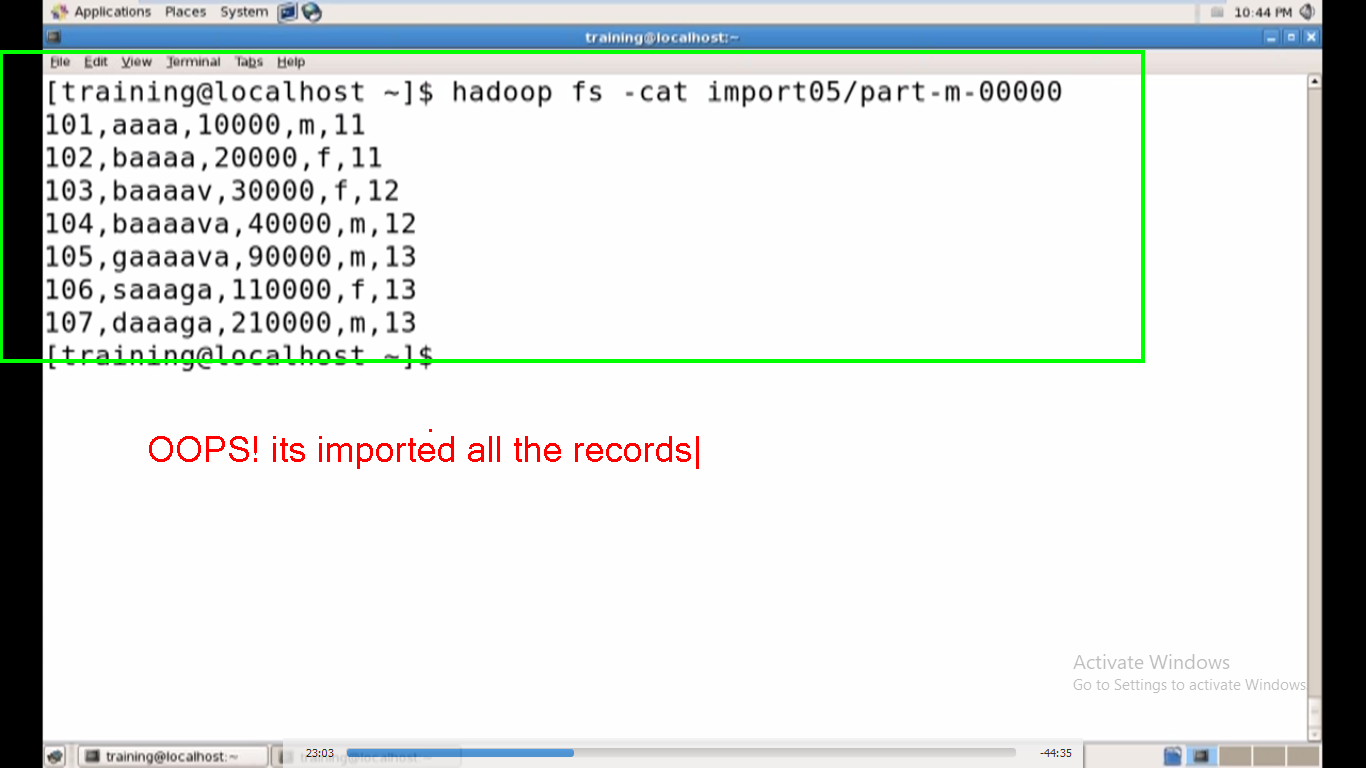 Applications Places System 10:44 PM
training@localhost:~
File Edit View Terminal Tabs Help
[training@localhost ~]$ hadoop fs -cat import05/part-m-00000
101,aaaa,10000,m,11
102,baaaa,20000,f,11
103,baaaav,30000,f,12
104,baaaava,40000,m,12
105,gaaaava,90000,m,13
106,saaaga,110000,f,13
107,daaaga,210000,m,13
[training@localhost ~]$
OOPS! its imported all the records|
Activate Windows
Go to Settings to activate Windows
training@localhost:~ 23:03 training@localhost:~ -44:35